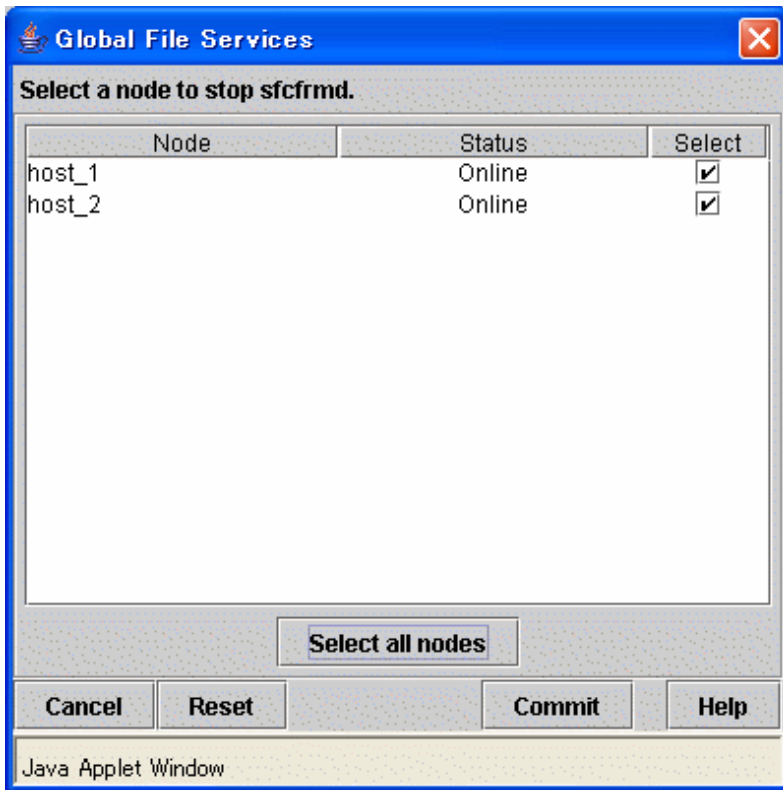 Global File Services
Select a node to stop sfcfrmd.
Node Status Select
host_1 Online
host_2 Online
Select all nodes
Cancel Reset Commit Help
Java Applet Window